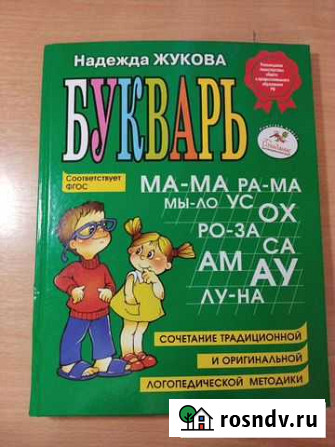 Надежда ЖУКОВА
БУКВАРЬ
Соответствует
ФГОС
МА-МА РА-МА
МЫ-ЛО УС ОХ
РО-ЗА СА
АМ АУ
ЛУ-НА
СОЧЕТАНИЕ ТРАДИЦИОННОЙ
И ОРИГИНАЛЬНОЙ
ЛОГОПЕДИЧЕСКОЙ МЕТОДИКИ
rosndv.ru